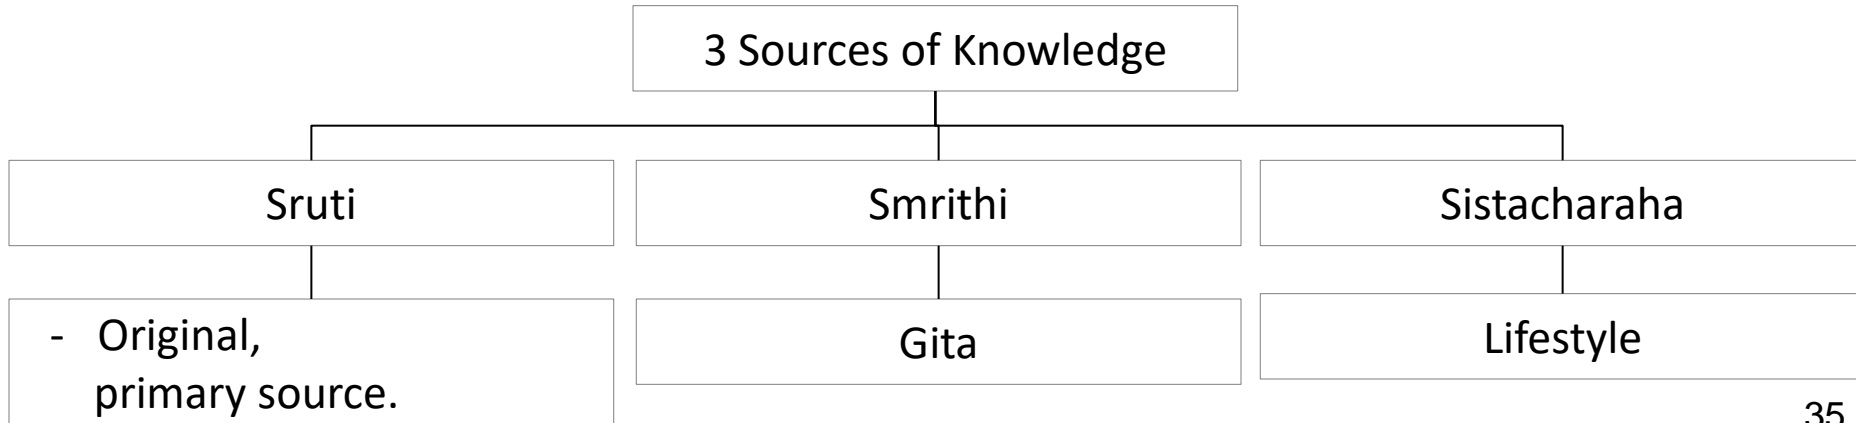 3 Sources of Knowledge
Sruti
Smrithi
Sistacharaha
- Original,
primary source.
Gita
Lifestyle
35